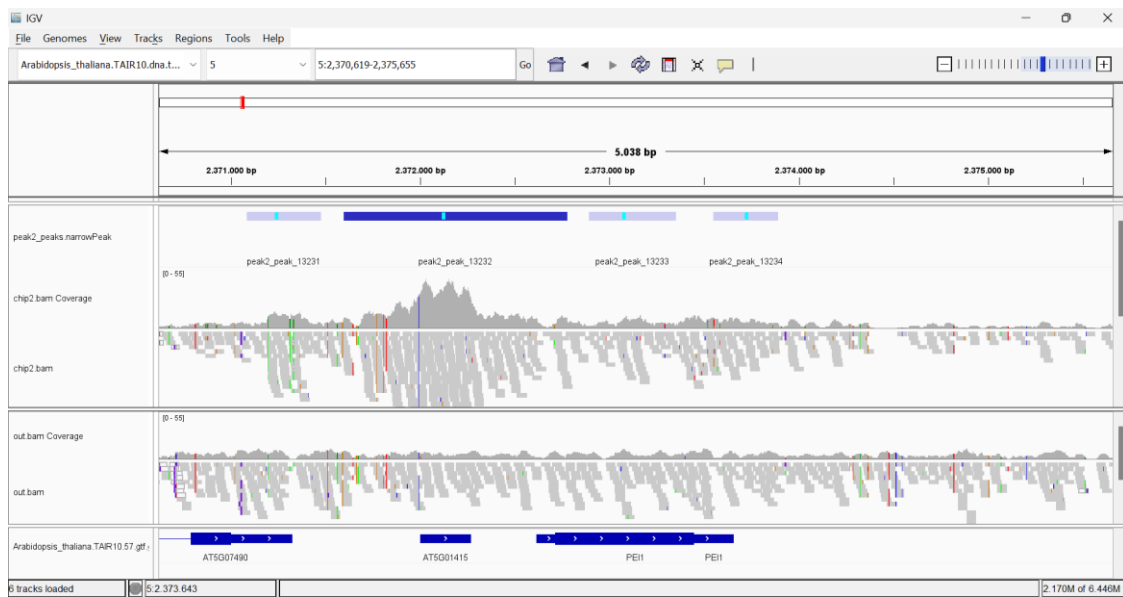 IGV
File Genomes View Tracks Regions Tools Help
Arabidopsis_thaliana.TAIR10.dna.t... 5 5:2,370,619-2,375,655 Go
5.038 bp
2.371.000 bp 2.372.000 bp 2.373.000 bp 2.374.000 bp 2.375.000 bp
peak2_peaks.narrowPeak
peak2_peak_13231 peak2_peak_13232 peak2_peak_13233 peak2_peak_13234
[0 - 55]
chip2.bam Coverage
chip2.bam
[0 - 55]
out.bam Coverage
out.bam
Arabidopsis_thaliana.TAIR10.57.gtf
AT5G07490 AT5G01415 PEI1 PEI1
6 tracks loaded 5:2.373.643 2.170M of 6.446M